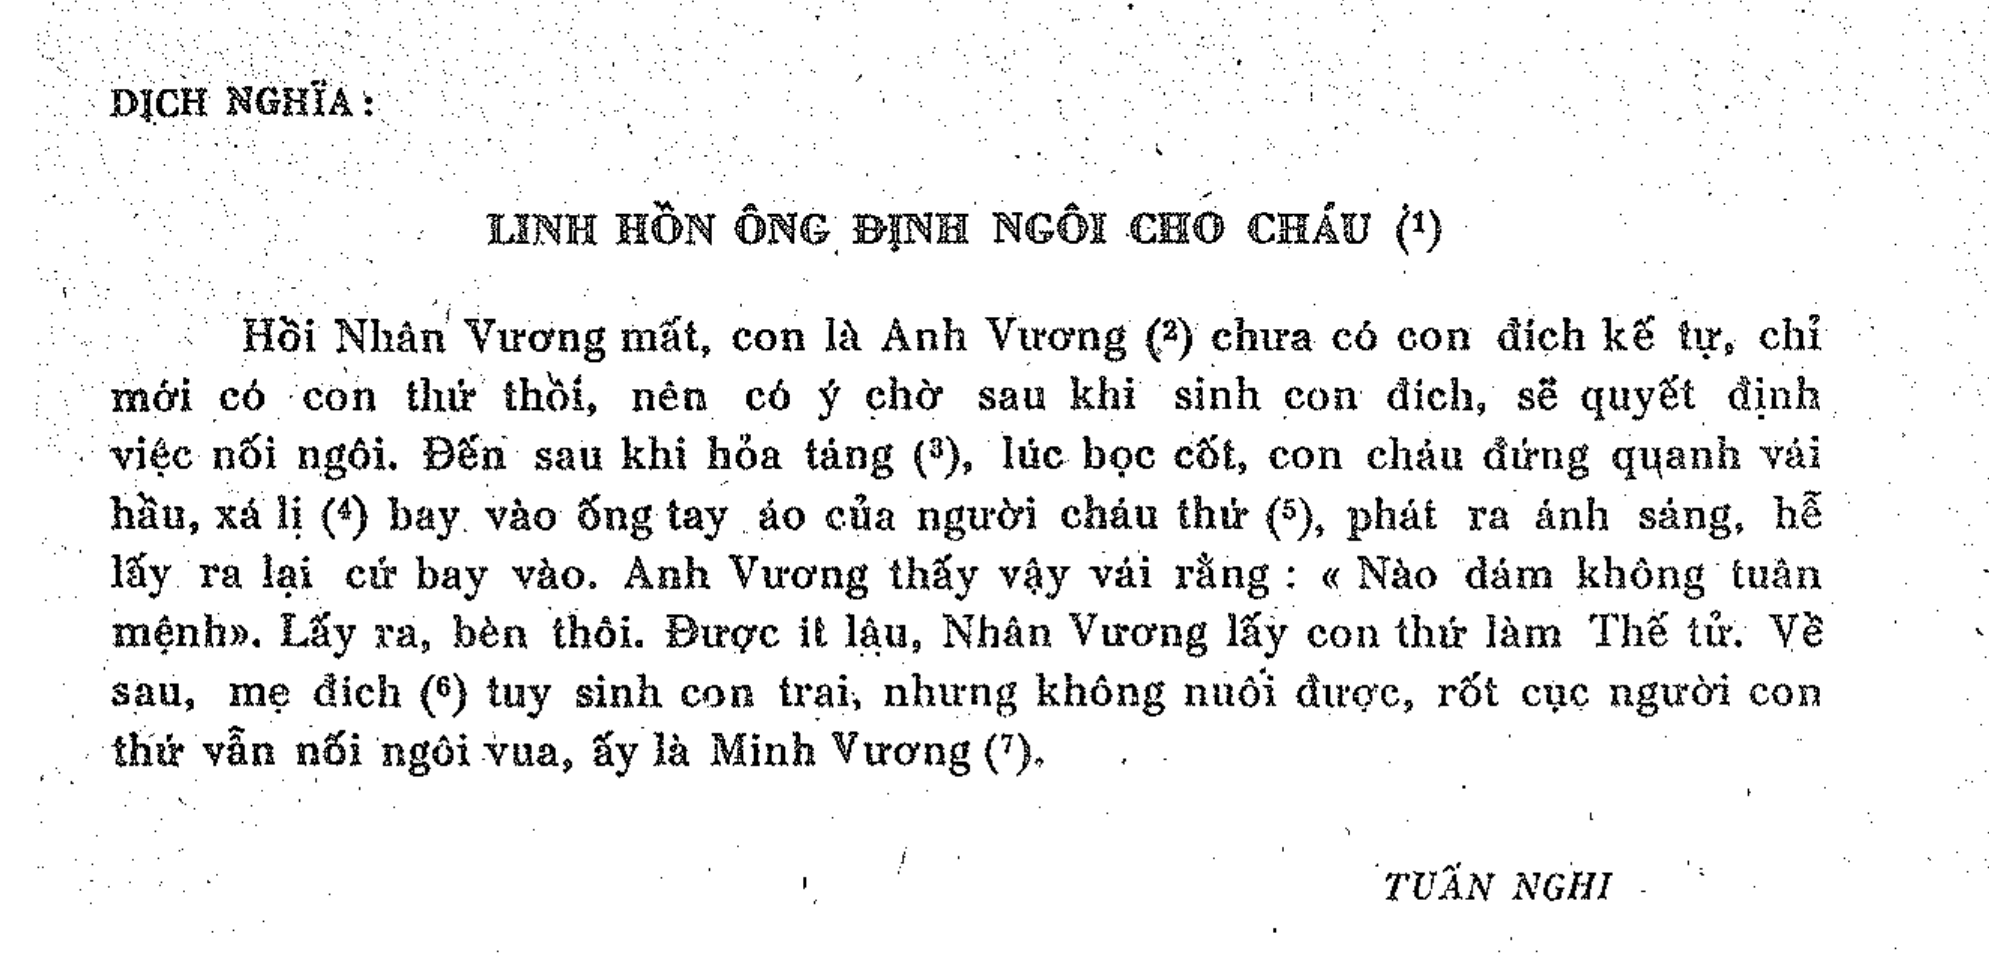 DỊCH NGHĨA :
LINH HỒN ÔNG ĐỊNH NGÔI CHO CHÁU (1)
Hồi Nhân Vương mất, con là Anh Vương (2) chưa có con đích kế tự, chỉ
mới có con thứ thôi, nên có ý chờ sau khi sinh con đích, sẽ quyết định
việc nối ngôi. Đến sau khi hỏa táng (3), lúc bọc cốt, con cháu đứng quanh vái
hầu, xá lị (4) bay vào ống tay áo của người cháu thứ (5), phát ra ánh sáng, hễ
lấy ra lại cứ bay vào. Anh Vương thấy vậy vái rằng : « Nào dám không tuân
mệnh». Lấy ra, bèn thôi. Được ít lâu, Nhân Vương lấy con thứ làm Thế tử. Về
sau, mẹ đích (6) tuy sinh con trai, nhưng không nuôi được, rốt cục người con
thứ vẫn nối ngôi vua, ấy là Minh Vương (7).
TUẤN NGHI